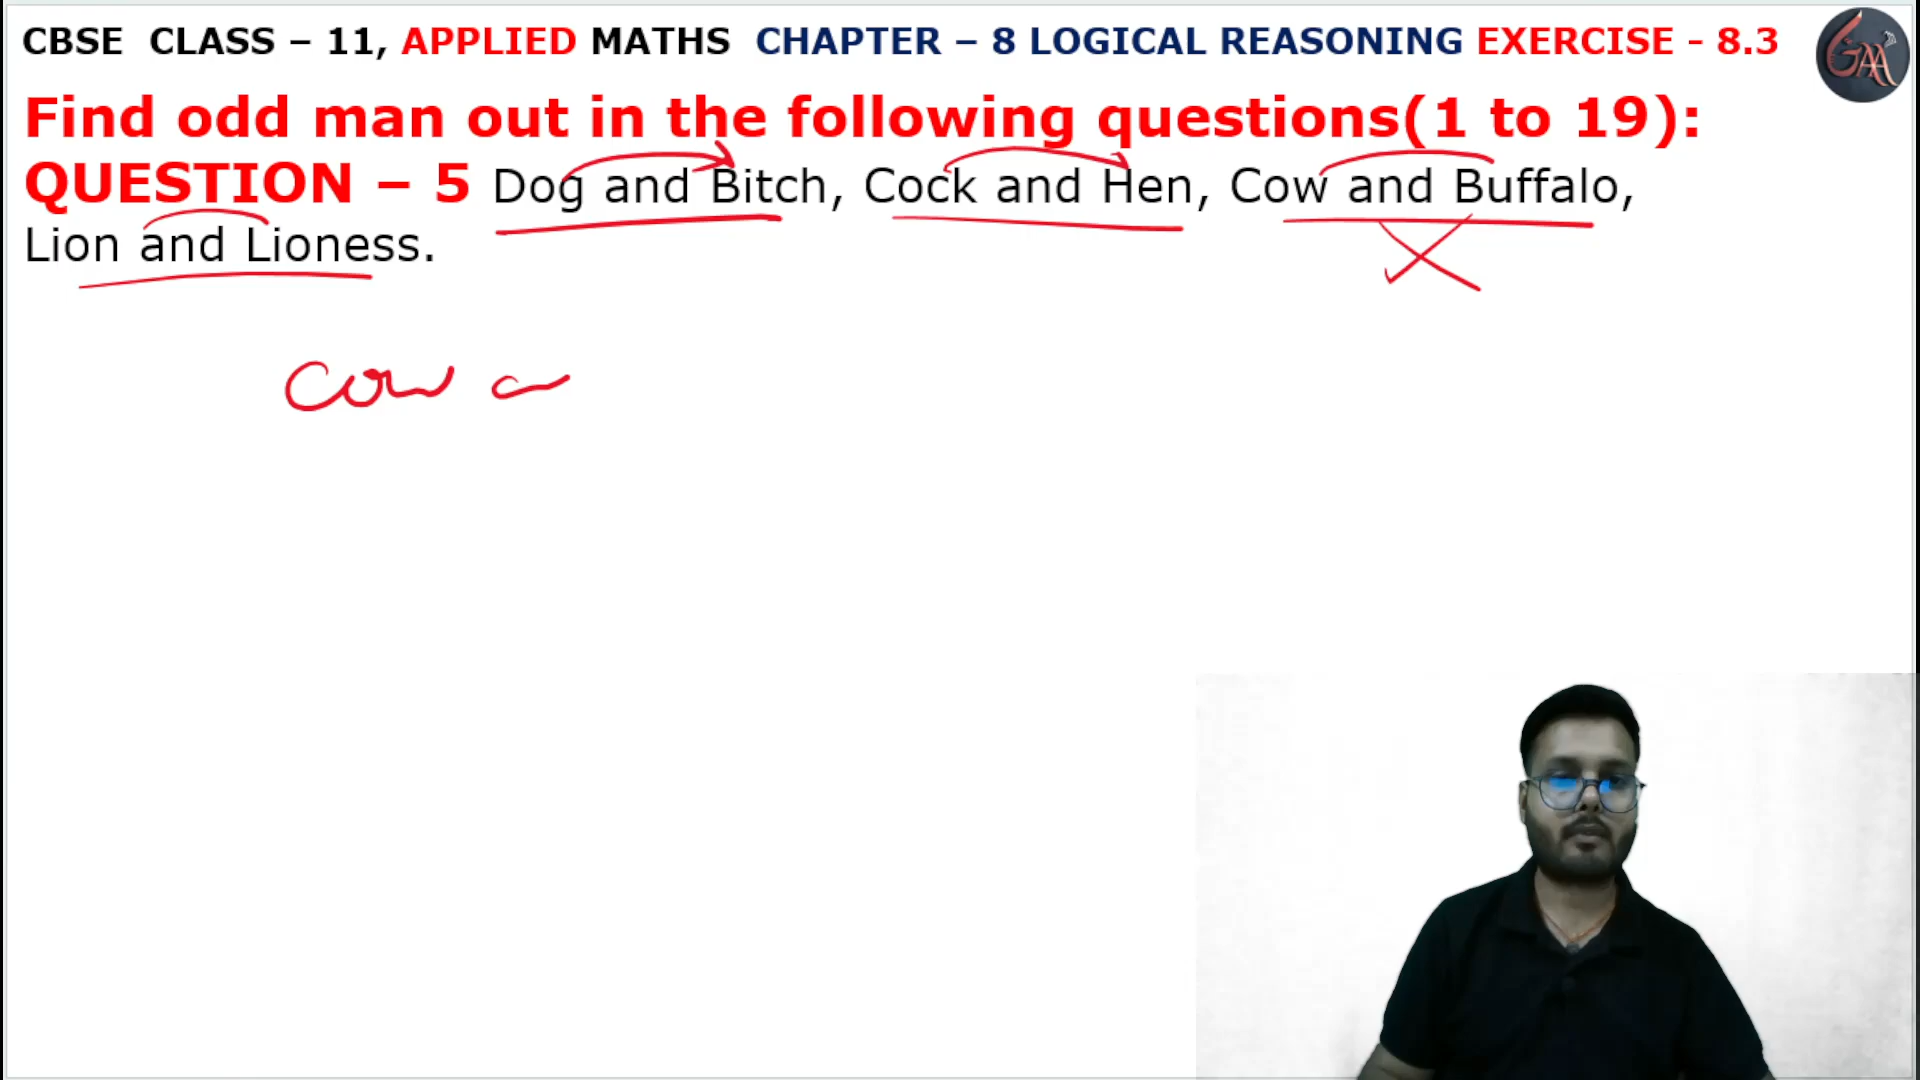 CBSE CLASS – 11, APPLIED MATHS CHAPTER – 8 LOGICAL REASONING EXERCISE - 8.3
Find odd man out in the following questions(1 to 19):
QUESTION – 5 Dog and Bitch, Cock and Hen, Cow and Buffalo,
Lion and Lioness.
Cow